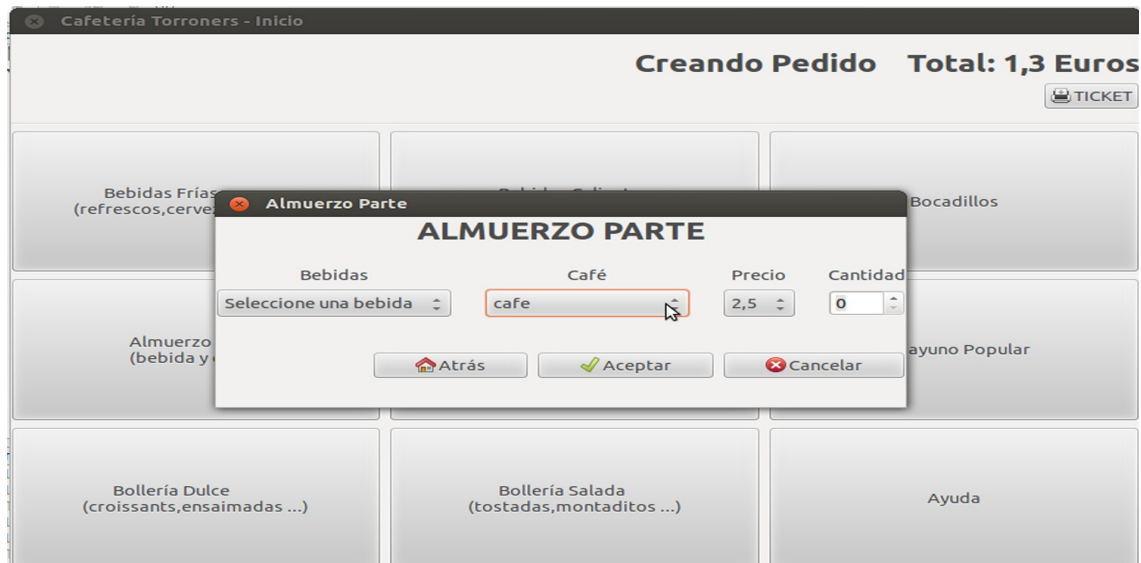 Cafetería Torroners - Inicio
Creando Pedido Total: 1,3 Euros
TICKET
Bebidas Frías
(refrescos,cervez
Bocadillos
Almuerzo Parte
ALMUERZO PARTE
Bebidas Café Precio Cantidad
Seleccione una bebida cafe 2,5 0
Atrás Aceptar Cancelar
Almuerzo
(bebida y
ayuno Popular
Bollería Dulce
(croissants,ensaimadas ...)
Bollería Salada
(tostadas,montaditos ...)
Ayuda